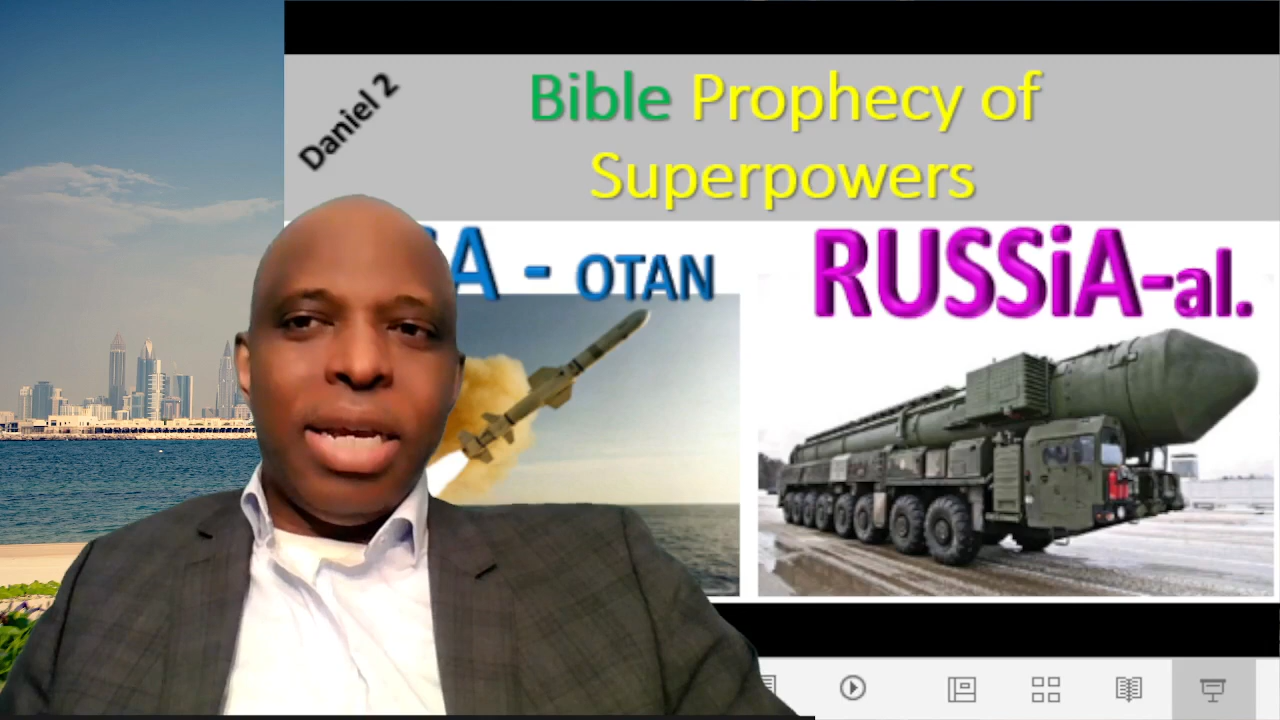 Daniel 2
Bible Prophecy of
Superpowers
A - OTAN
RUSSiA-al.